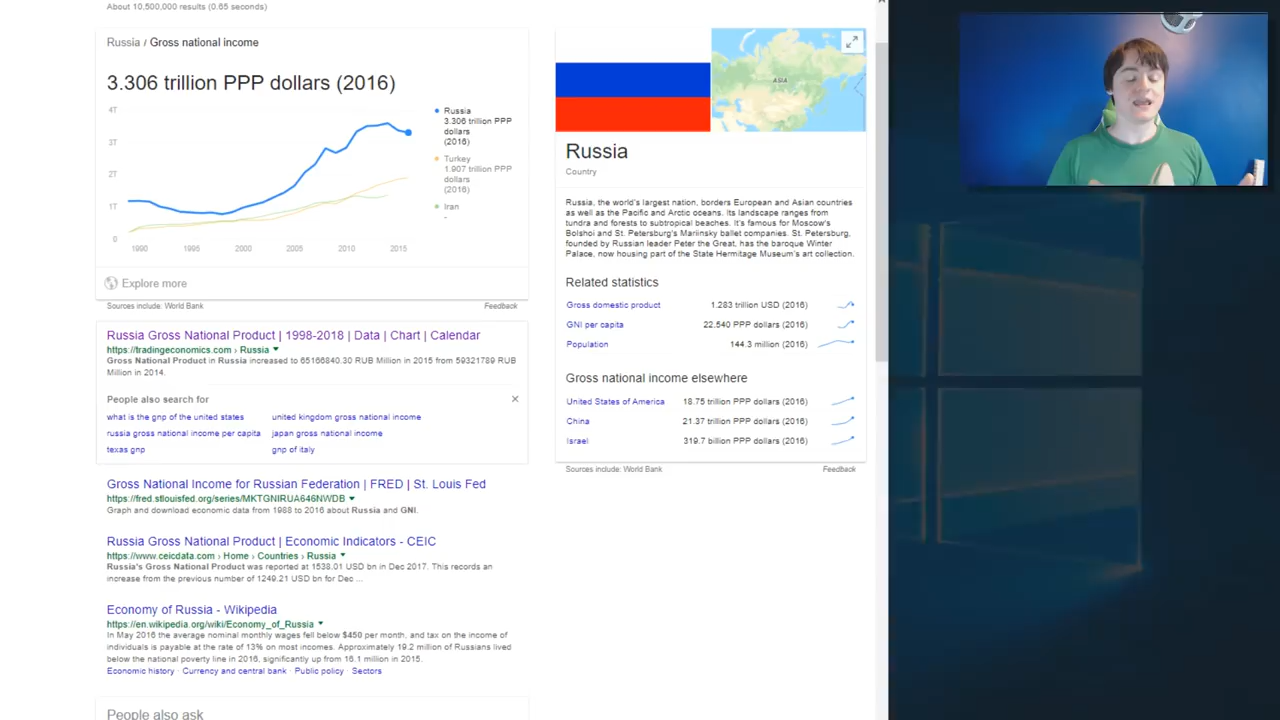 About 10,500,000 results (0.65 seconds)
Russia / Gross national income
3.306 trillion PPP dollars (2016)
4T
3T
2T
1T
0
1990
1995
2000
2005
2010
2015
Russia
3.306 trillion PPP
dollars
(2016)
Turkey
1.907 trillion PPP
dollars
(2016)
Iran
-
Explore more
Sources include: World Bank
Feedback
Russia Gross National Product | 1998-2018 | Data | Chart | Calendar
https://tradingeconomics.com › Russia
Gross National Product in Russia increased to 65166840.30 RUB Million in 2015 from 59321789 RUB
Million in 2014.
People also search for
what is the gnp of the united states
united kingdom gross national income
russia gross national income per capita
japan gross national income
texas gnp
gnp of italy
Gross National Income for Russian Federation | FRED | St. Louis Fed
https://fred.stlouisfed.org/series/MKTGNIRUA646NWDB
Graph and download economic data from 1988 to 2016 about Russia and GNI.
Russia Gross National Product | Economic Indicators - CEIC
https://www.ceicdata.com › Home › Countries › Russia
Russia's Gross National Product was reported at 1538.01 USD bn in Dec 2017. This records an
increase from the previous number of 1249.21 USD bn for Dec ...
Economy of Russia - Wikipedia
https://en.wikipedia.org/wiki/Economy_of_Russia
In May 2016 the average nominal monthly wages fell below $450 per month, and tax on the income of
individuals is payable at the rate of 13% on most incomes. Approximately 19.2 million of Russians lived
below the national poverty line in 2016, significantly up from 16.1 million in 2015.
Economic history · Currency and central bank · Public policy · Sectors
People also ask
ASIA
Russia
Country
Russia, the world's largest nation, borders European and Asian countries
as well as the Pacific and Arctic oceans. Its landscape ranges from
tundra and forests to subtropical beaches. It's famous for Moscow's
Bolshoi and St. Petersburg's Mariinsky ballet companies. St. Petersburg,
founded by Russian leader Peter the Great, has the baroque Winter
Palace, now housing part of the State Hermitage Museum's art collection.
Related statistics
Gross domestic product 1.283 trillion USD (2016)
GNI per capita 22,540 PPP dollars (2016)
Population 144.3 million (2016)
Gross national income elsewhere
United States of America 18.75 trillion PPP dollars (2016)
China 21.37 trillion PPP dollars (2016)
Israel 319.7 billion PPP dollars (2016)
Sources include: World Bank
Feedback